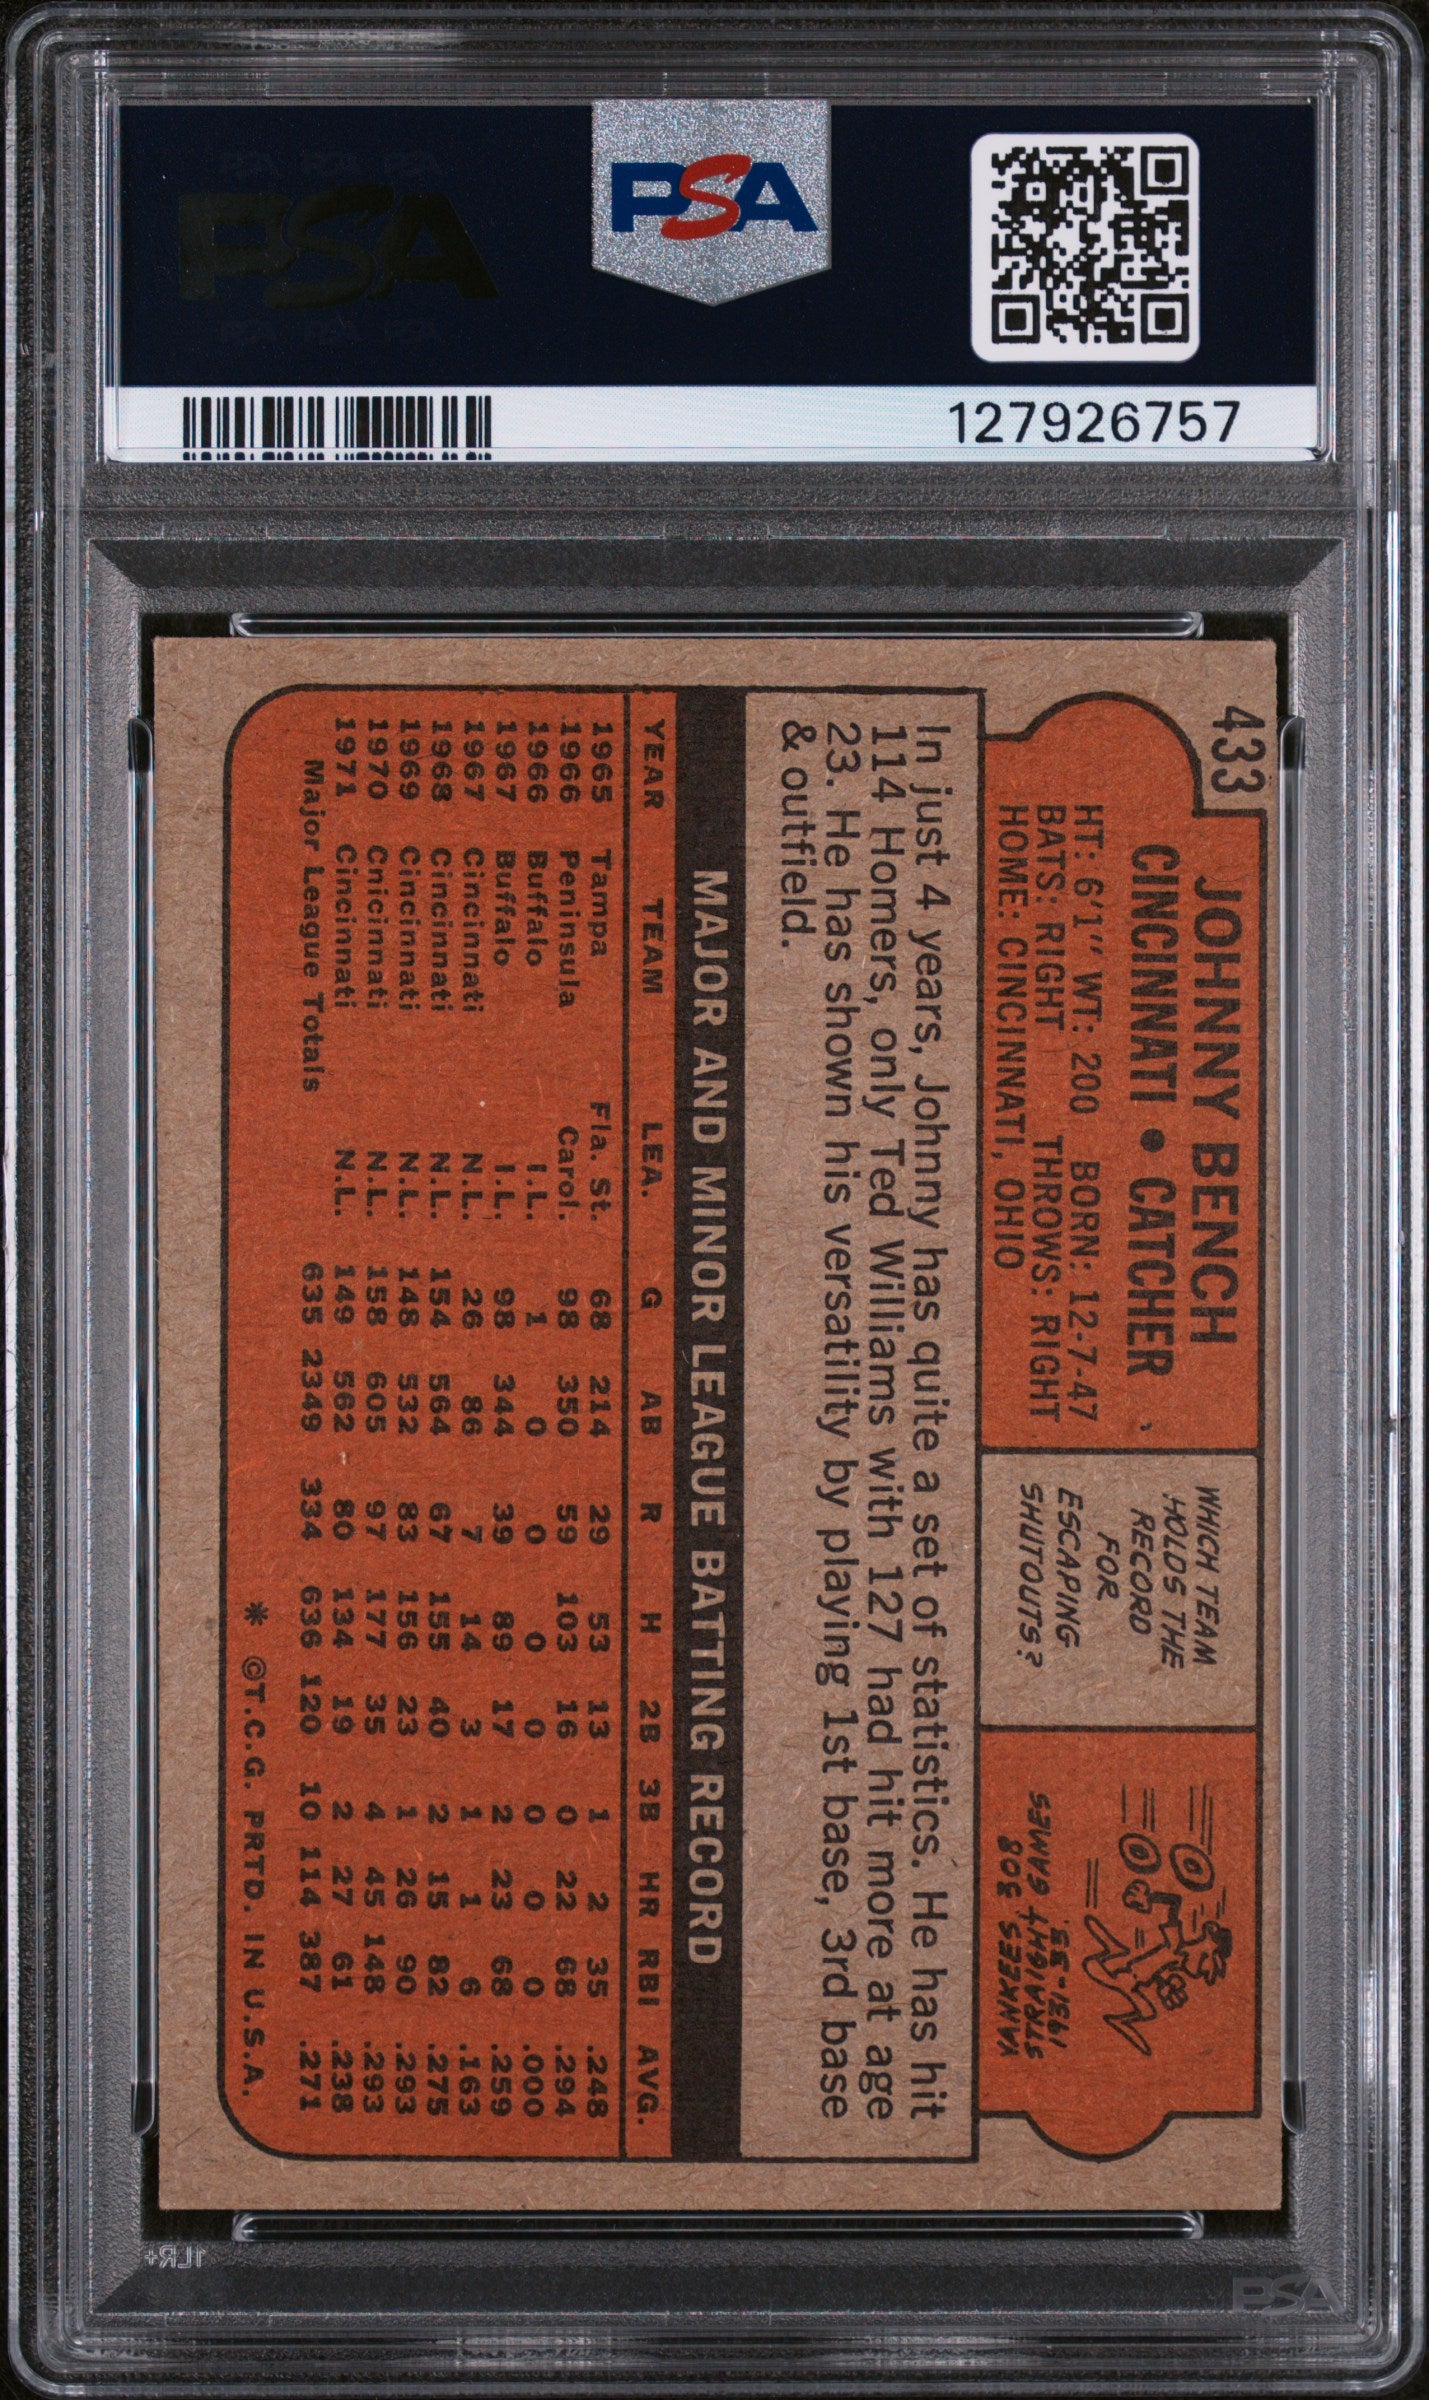 PSA
127926757
433
JOHNNY BENCH
CINCINNATI • CATCHER
HT: 6'1" WT: 200 BORN: 12-7-47
BATS: RIGHT THROWS: RIGHT
HOME: CINCINNATI, OHIO
WHICH TEAM
HOLDS THE
RECORD
FOR
ESCAPING
SHUTOUTS?
YANKEES 308
STRAIGHT GAMES
1931-33
In just 4 years, Johnny has quite a set of statistics. He has hit
114 Homers, only Ted Williams with 127 had hit more at age
23. He has shown his versatility by playing 1st base, 3rd base
& outfield.
MAJOR AND MINOR LEAGUE BATTING RECORD
YEAR TEAM LEA. G AB R H 2B 3B HR RBI AVG.
1965 Tampa Fla. St. 68 214 29 53 13 1 2 35 .248
1966 Peninsula Carol. 98 350 59 103 16 0 22 68 .294
1966 Buffalo I.L. 1 0 0 0 0 0 0 0 .000
1967 Buffalo I.L. 98 344 39 89 17 2 23 68 .259
1967 Cincinnati N.L. 26 86 7 14 3 1 1 6 .163
1968 Cincinnati N.L. 154 564 67 155 40 2 15 82 .275
1969 Cincinnati N.L. 148 532 83 156 23 1 26 90 .293
1970 Cnicinnati N.L. 158 605 97 177 35 4 45 148 .293
1971 Cincinnati N.L. 149 562 80 134 19 2 27 61 .238
Major League Totals 635 2349 334 636 120 10 114 387 .271
* ©T.C.G. PRTD. IN U.S.A.
1LR+
PSA